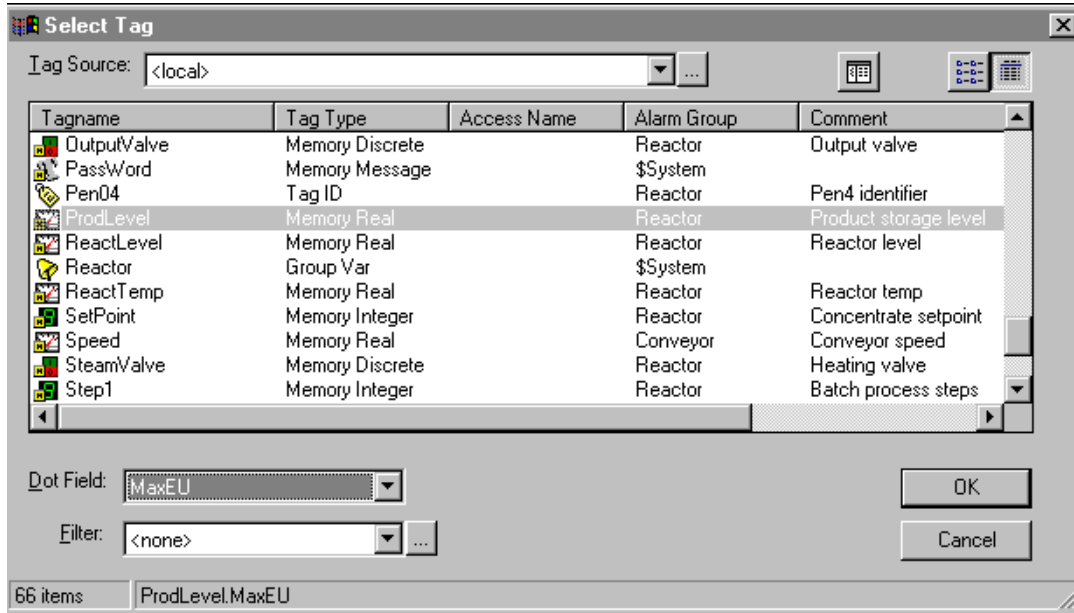 Select Tag
Tag Source: <local> ...
Tagname Tag Type Access Name Alarm Group Comment
OutputValve Memory Discrete Reactor Output valve
PassWord Memory Message $System
Pen04 Tag ID Reactor Pen4 identifier
ProdLevel Memory Real Reactor Product storage level
ReactLevel Memory Real Reactor Reactor level
Reactor Group Var $System
ReactTemp Memory Real Reactor Reactor temp
SetPoint Memory Integer Reactor Concentrate setpoint
Speed Memory Real Conveyor Conveyor speed
SteamValve Memory Discrete Reactor Heating valve
Step1 Memory Integer Reactor Batch process steps
Dot Field: MaxEU OK
Filter: <none> ... Cancel
66 items ProdLevel.MaxEU